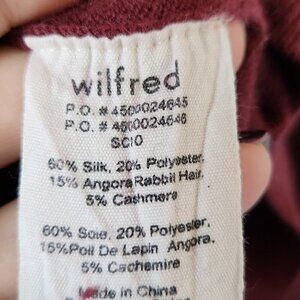 wilfred
P.O. # 4500024645
P.O. # 4500024646
SCIO
60% Silk, 20% Polyester,
15% Angora Rabbit Hair,
5% Cashmere
60% Soie, 20% Polyester,
15% Poil De Lapin Angora,
5% Cachemire
Made in China